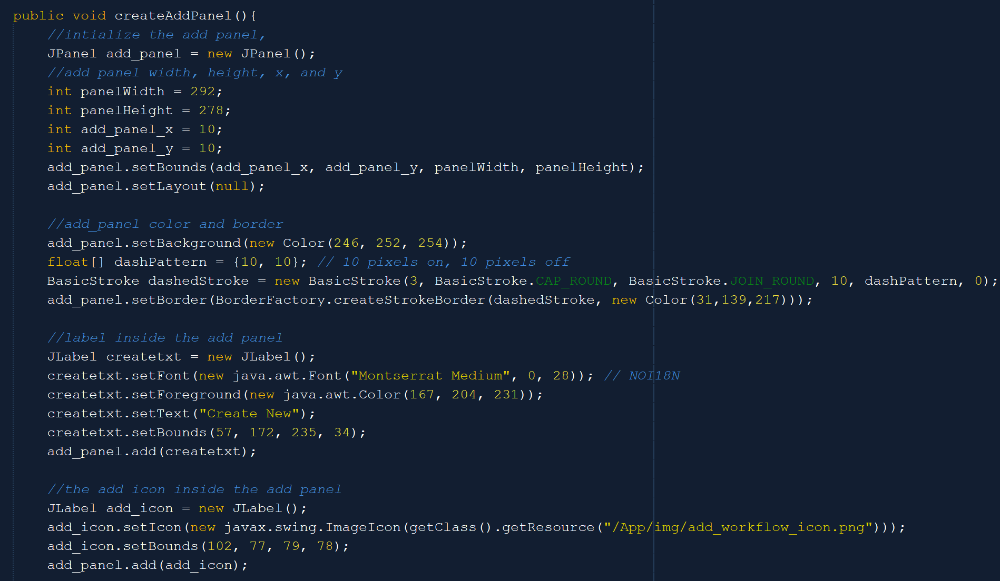 public void createAddPanel(){
    //intialize the add panel,
    JPanel add_panel = new JPanel();
    //add panel width, height, x, and y
    int panelWidth = 292;
    int panelHeight = 278;
    int add_panel_x = 10;
    int add_panel_y = 10;
    add_panel.setBounds(add_panel_x, add_panel_y, panelWidth, panelHeight);
    add_panel.setLayout(null);

    //add_panel color and border
    add_panel.setBackground(new Color(246, 252, 254));
    float[] dashPattern = {10, 10}; // 10 pixels on, 10 pixels off
    BasicStroke dashedStroke = new BasicStroke(3, BasicStroke.CAP_ROUND, BasicStroke.JOIN_ROUND, 10, dashPattern, 0);
    add_panel.setBorder(BorderFactory.createStrokeBorder(dashedStroke, new Color(31,139,217)));

    //label inside the add panel
    JLabel createtxt = new JLabel();
    createtxt.setFont(new java.awt.Font("Montserrat Medium", 0, 28)); // NOI18N
    createtxt.setForeground(new java.awt.Color(167, 204, 231));
    createtxt.setText("Create New");
    createtxt.setBounds(57, 172, 235, 34);
    add_panel.add(createtxt);

    //the add icon inside the add panel
    JLabel add_icon = new JLabel();
    add_icon.setIcon(new javax.swing.ImageIcon(getClass().getResource("/App/img/add_workflow_icon.png")));
    add_icon.setBounds(102, 77, 79, 78);
    add_panel.add(add_icon);